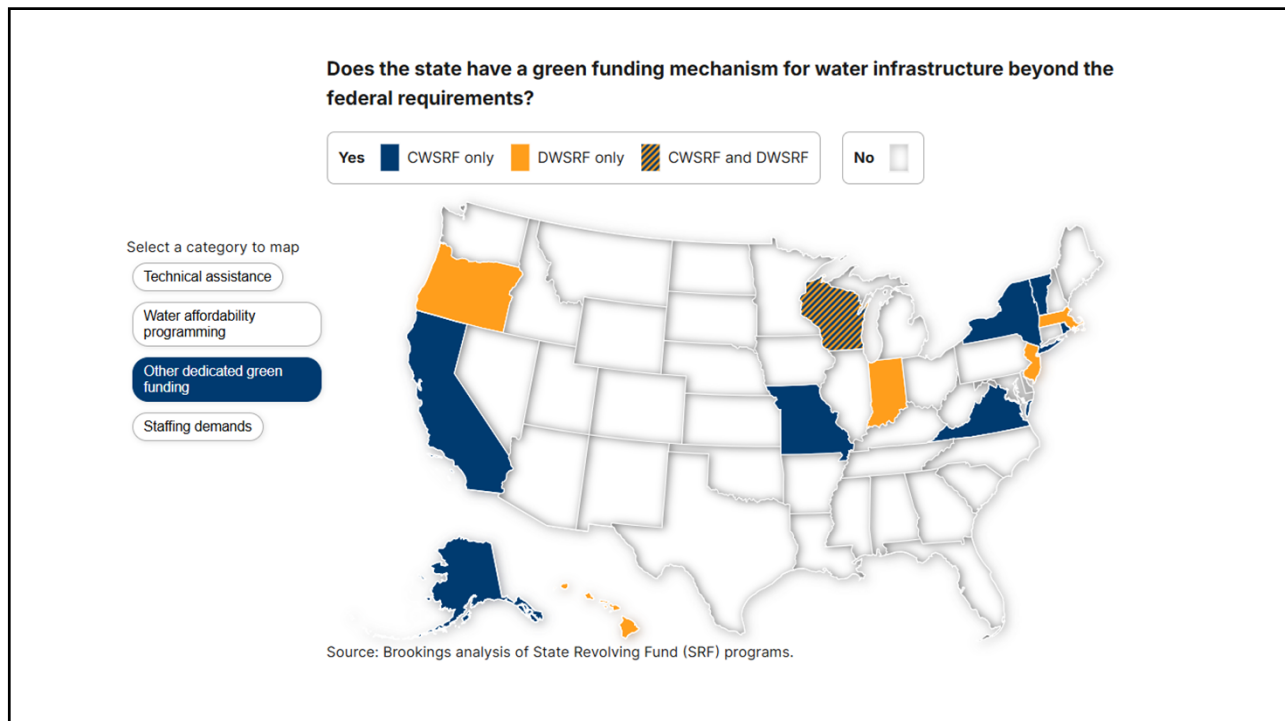 Does the state have a green funding mechanism for water infrastructure beyond the
federal requirements?
Yes CWSRF only DWSRF only CWSRF and DWSRF No
Select a category to map
Technical assistance
Water affordability
programming
Other dedicated green
funding
Staffing demands
Source: Brookings analysis of State Revolving Fund (SRF) programs.